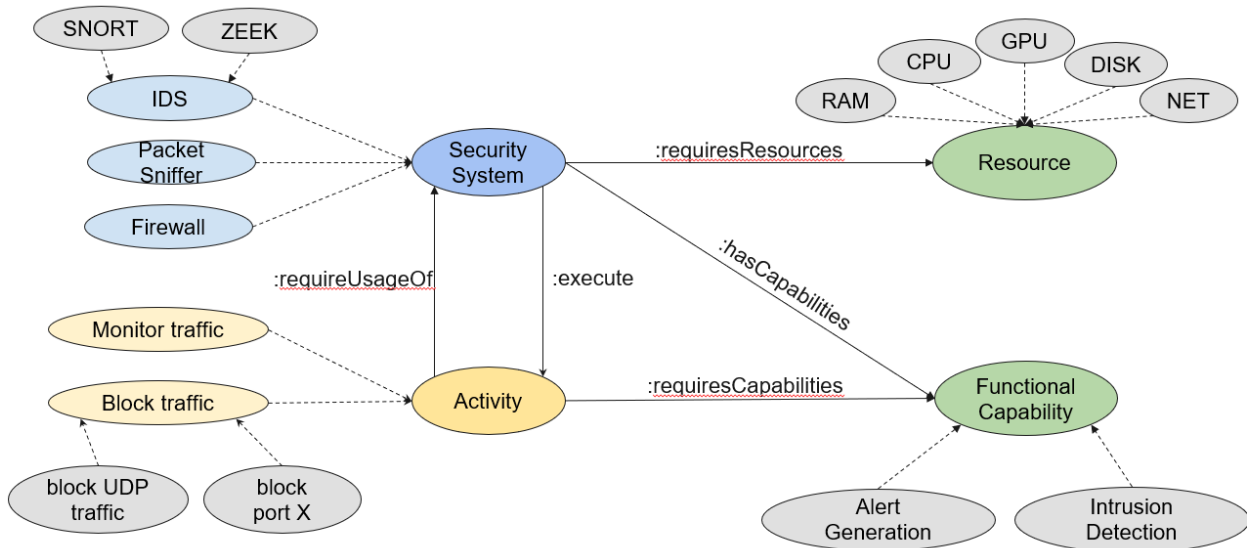 SNORT
ZEEK
GPU
CPU
DISK
RAM
NET
IDS
Packet
Sniffer
Security
System
:requiresResources
Resource
Firewall
:hasCapabilities
:requireUsageOf
:execute
Monitor traffic
Block traffic
Activity
:requiresCapabilities
Functional
Capability
block UDP
traffic
block
port X
Alert
Generation
Intrusion
Detection